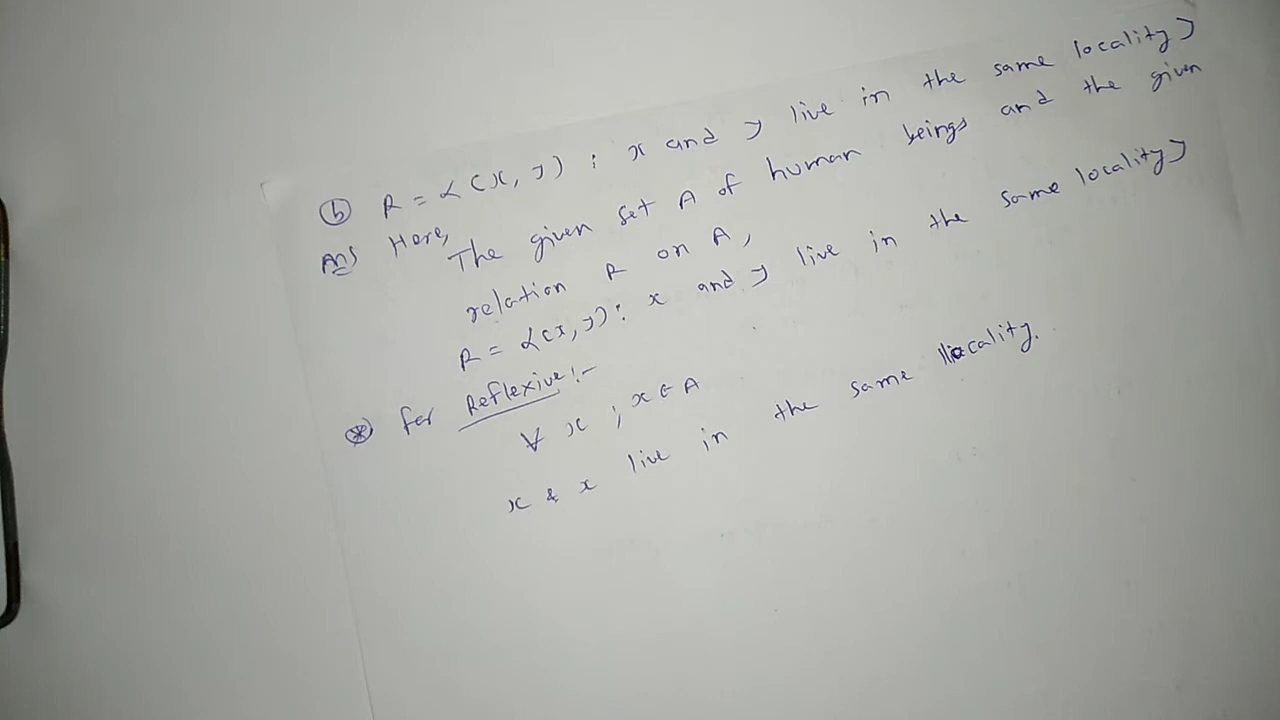 (b) R = {(x, y) : x and y live in the same locality}
Ans Here,
The given set A of human beings and the given
relation R on A,
R = {(x, y) : x and y live in the same locality}
* for Reflexive :-
∀ x ; x ∈ A
x & x live in the same locality.